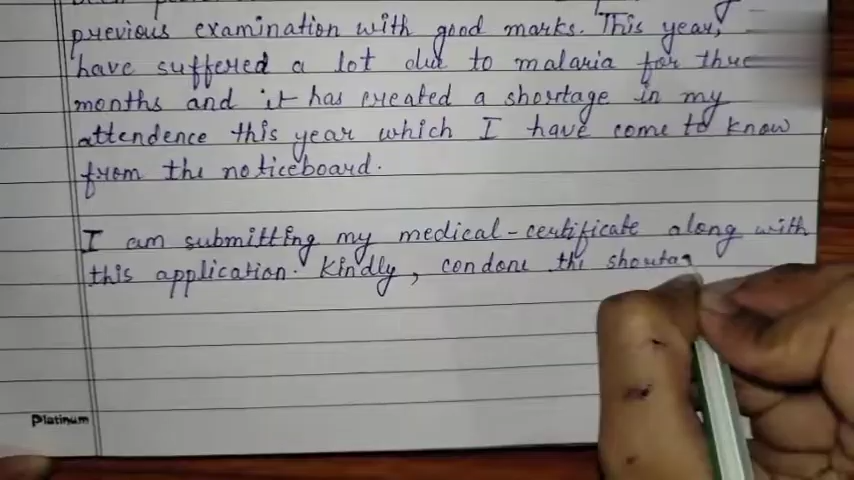 previous examination with good marks. This year,
have suffered a lot due to malaria for three
months and it has created a shortage in my
attendence this year which I have come to know
from the noticeboard.
I am submitting my medical-certificate along with
this application. Kindly, condone the shortag
Platinum